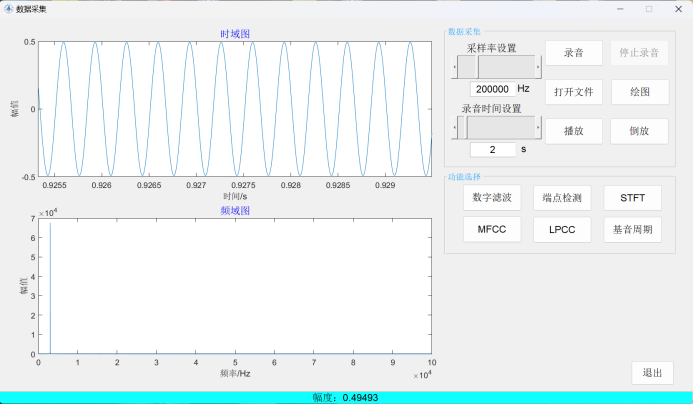 数据采集
时域图
0.5
0
-0.5
幅值
0.9255 0.926 0.9265 0.927 0.9275 0.928 0.9285 0.929
时间/s
频域图
×10⁴
7
6
5
4
3
2
1
0
幅值
0 1 2 3 4 5 6 7 8 9 10
频率/Hz
×10⁴
数据采集
采样率设置
200000 Hz
录音时间设置
2 s
录音 停止录音
打开文件 绘图
播放 倒放
功能选择
数字滤波 端点检测 STFT
MFCC LPCC 基音周期
退出
幅度：0.49493